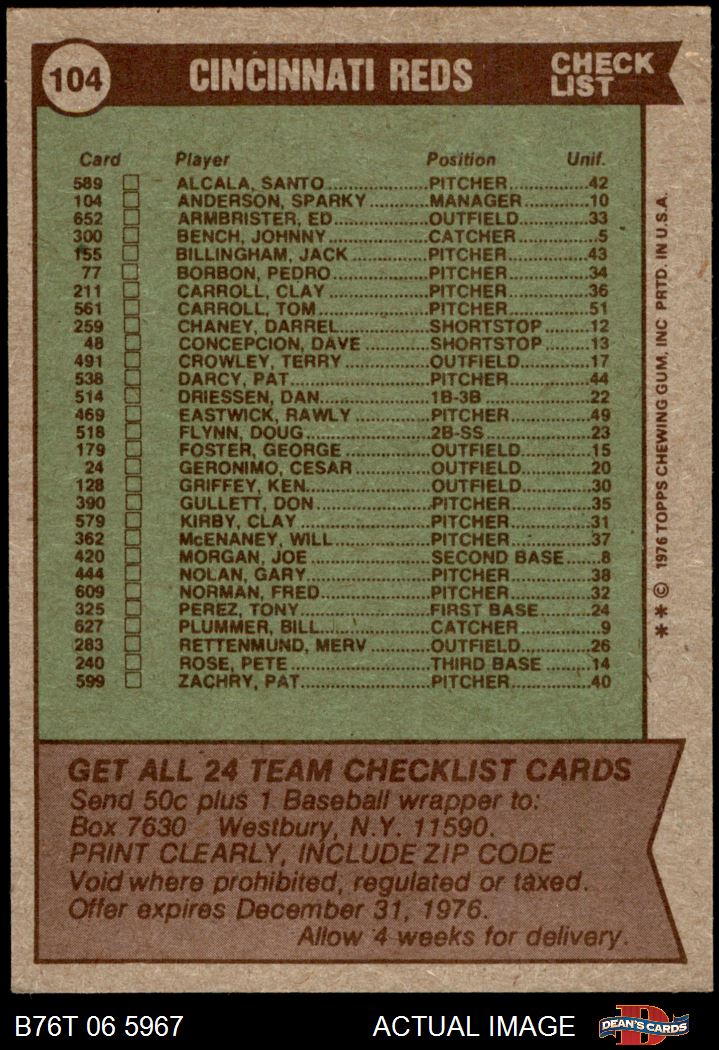 104 CINCINNATI REDS CHECK LIST
Card Player Position Unif.
589 ALCALA, SANTO PITCHER 42
104 ANDERSON, SPARKY MANAGER 10
652 ARMBRISTER, ED OUTFIELD 33
300 BENCH, JOHNNY CATCHER 5
155 BILLINGHAM, JACK PITCHER 43
77 BORBON, PEDRO PITCHER 34
211 CARROLL, CLAY PITCHER 36
561 CARROLL, TOM PITCHER 51
259 CHANEY, DARREL SHORTSTOP 12
48 CONCEPCION, DAVE SHORTSTOP 13
491 CROWLEY, TERRY OUTFIELD 17
538 DARCY, PAT PITCHER 44
514 DRIESSEN, DAN 1B-3B 22
469 EASTWICK, RAWLY PITCHER 49
518 FLYNN, DOUG 2B-SS 23
179 FOSTER, GEORGE OUTFIELD 15
24 GERONIMO, CESAR OUTFIELD 20
128 GRIFFEY, KEN OUTFIELD 30
390 GULLETT, DON PITCHER 35
579 KIRBY, CLAY PITCHER 31
362 McENANEY, WILL PITCHER 37
420 MORGAN, JOE SECOND BASE 8
444 NOLAN, GARY PITCHER 38
609 NORMAN, FRED PITCHER 32
325 PEREZ, TONY FIRST BASE 24
627 PLUMMER, BILL CATCHER 9
283 RETTENMUND, MERV OUTFIELD 26
240 ROSE, PETE THIRD BASE 14
599 ZACHRY, PAT PITCHER 40
** © 1976 TOPPS CHEWING GUM, INC PRTD. IN U.S.A.
GET ALL 24 TEAM CHECKLIST CARDS
Send 50c plus 1 Baseball wrapper to:
Box 7630 Westbury, N.Y. 11590.
PRINT CLEARLY, INCLUDE ZIP CODE
Void where prohibited, regulated or taxed.
Offer expires December 31, 1976.
Allow 4 weeks for delivery.
B76T 06 5967 ACTUAL IMAGE D DEAN'S CARDS